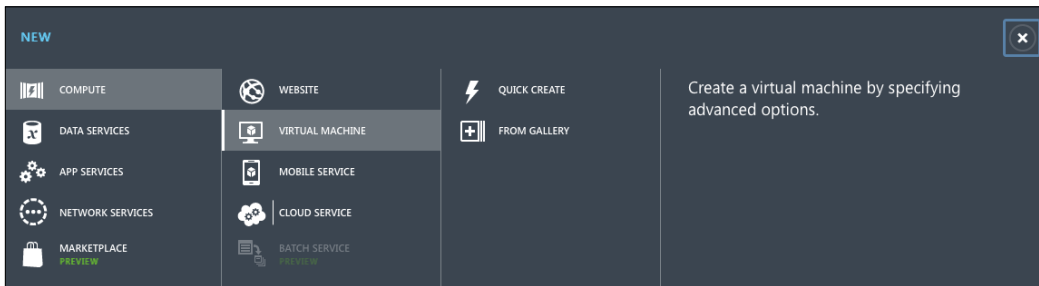 NEW
COMPUTE
DATA SERVICES
APP SERVICES
NETWORK SERVICES
MARKETPLACE
PREVIEW
WEBSITE
VIRTUAL MACHINE
MOBILE SERVICE
CLOUD SERVICE
BATCH SERVICE
PREVIEW
QUICK CREATE
FROM GALLERY
Create a virtual machine by specifying
advanced options.